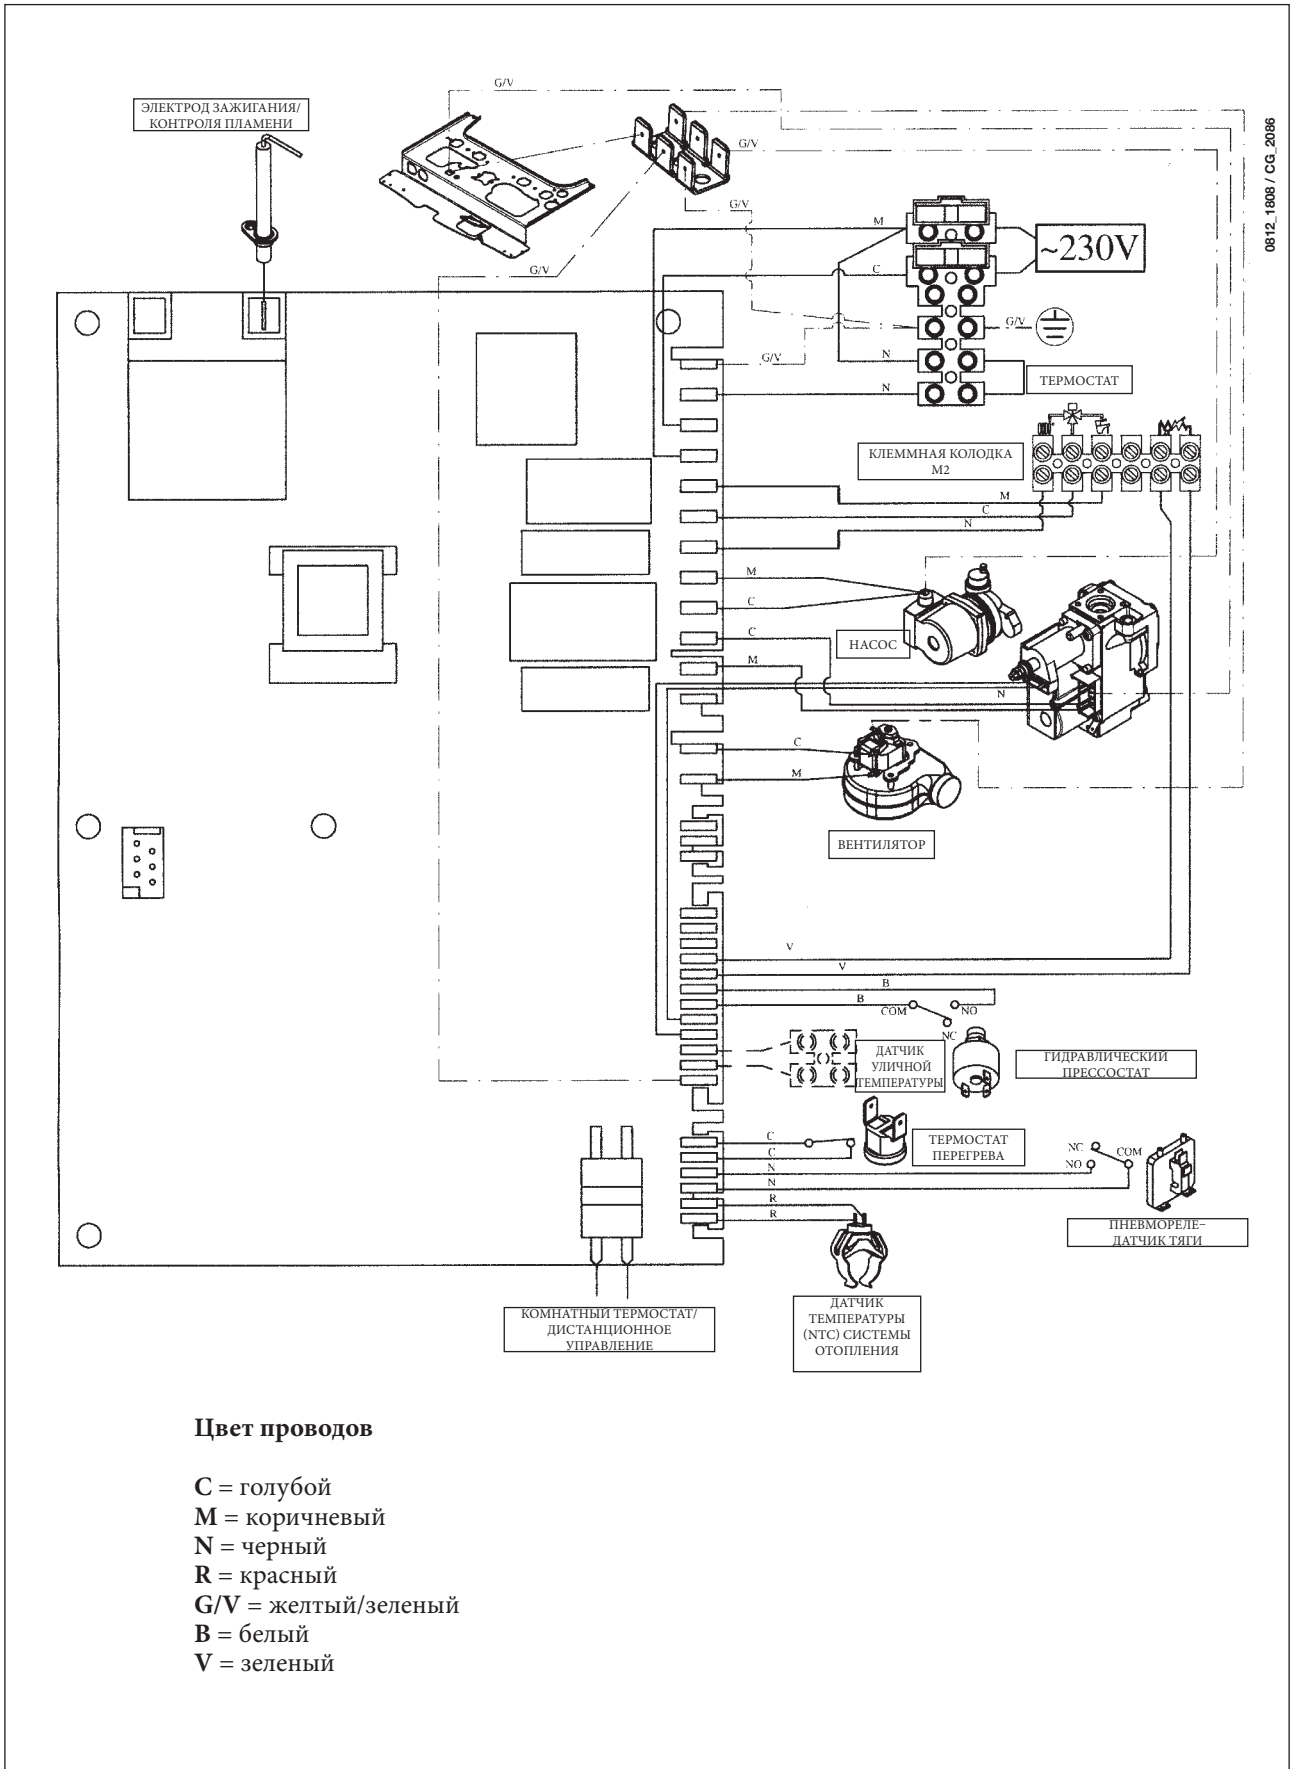 G/V
ЭЛЕКТРОД ЗАЖИГАНИЯ/
КОНТРОЛЯ ПЛАМЕНИ
0812_1808 / CG_2086
G/V
G/V
M
~230V
G/V
C
G/V
G/V
N
ТЕРМОСТАТ
N
КЛЕММНАЯ КОЛОДКА
M2
M
C
N
M
C
C
НАСОС
M
N
C
M
ВЕНТИЛЯТОР
V
V
B
B
COM
NO
NC
ДАТЧИК
УЛИЧНОЙ
ТЕМПЕРАТУРЫ
ГИДРАВЛИЧЕСКИЙ
ПРЕССОСТАТ
C
C
N
N
R
R
ТЕРМОСТАТ
ПЕРЕГРЕВА
NC
NO
COM
ПНЕВМОРЕЛЕ–
ДАТЧИК ТЯГИ
КОМНАТНЫЙ ТЕРМОСТАТ/
ДИСТАНЦИОННОЕ
УПРАВЛЕНИЕ
ДАТЧИК
ТЕМПЕРАТУРЫ
(NTC) СИСТЕМЫ
ОТОПЛЕНИЯ
Цвет проводов
C = голубой
M = коричневый
N = черный
R = красный
G/V = желтый/зеленый
B = белый
V = зеленый